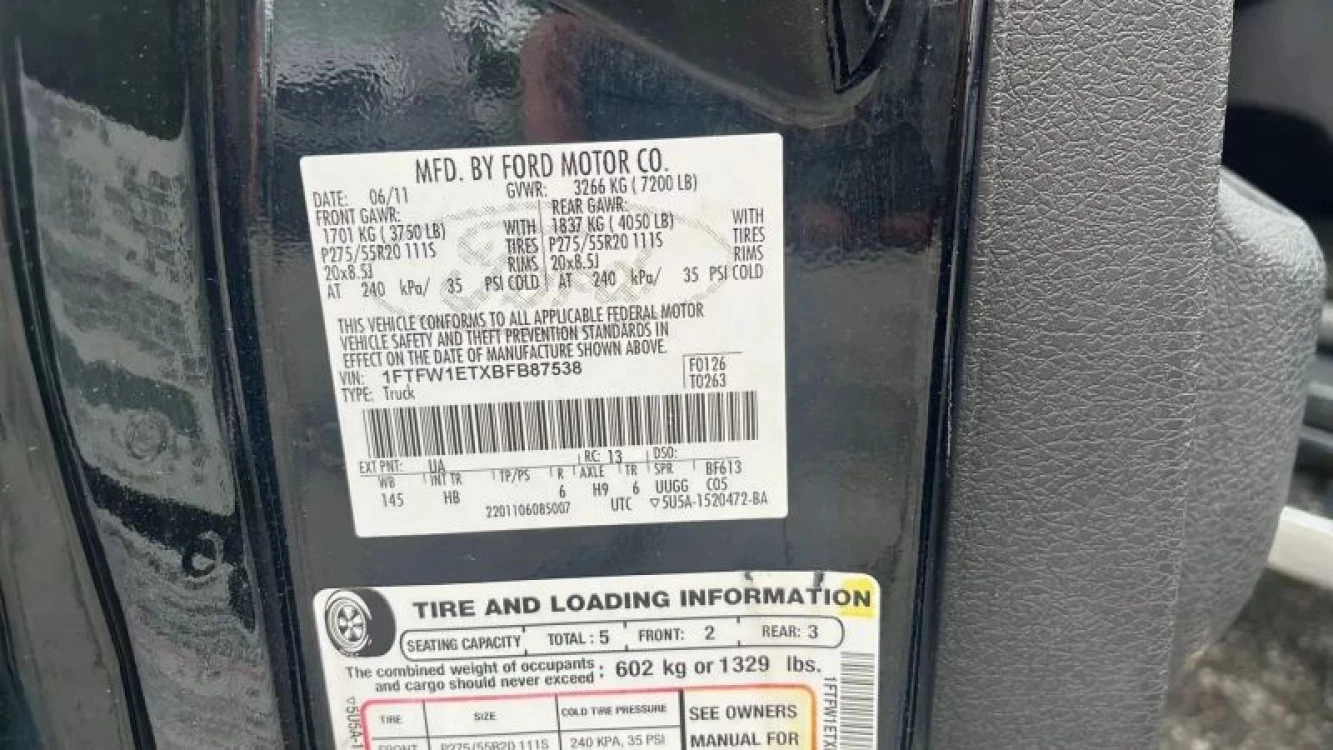 MFD. BY FORD MOTOR CO.
DATE: 06/11 GVWR: 3266 KG ( 7200 LB)
FRONT GAWR: REAR GAWR:
1701 KG ( 3750 LB) WITH 1837 KG ( 4050 LB) WITH
P275/55R20 111S TIRES P275/55R20 111S TIRES
20x8.5J RIMS 20x8.5J RIMS
AT 240 kPa/ 35 PSI COLD AT 240 kPa/ 35 PSI COLD
Ford
THIS VEHICLE CONFORMS TO ALL APPLICABLE FEDERAL MOTOR
VEHICLE SAFETY AND THEFT PREVENTION STANDARDS IN
EFFECT ON THE DATE OF MANUFACTURE SHOWN ABOVE.
VIN: 1FTFW1ETXBFB87538 F0126
TYPE: Truck T0263
EXT PNT: UA RC: 13 DSO:
WB INT TR TP/PS R AXLE TR SPR BF613
145 HB 6 H9 6 UUGG C05
2201106085007 UTC ▽5U5A-1520472-BA
TIRE AND LOADING INFORMATION
SEATING CAPACITY TOTAL : 5 FRONT: 2 REAR: 3
The combined weight of occupants : 602 kg or 1329 lbs.
and cargo should never exceed
TIRE SIZE COLD TIRE PRESSURE SEE OWNERS
FRONT P275/55R20 111S 240 KPA, 35 PSI MANUAL FOR
▽5U5A-1
1FTFW1ETX